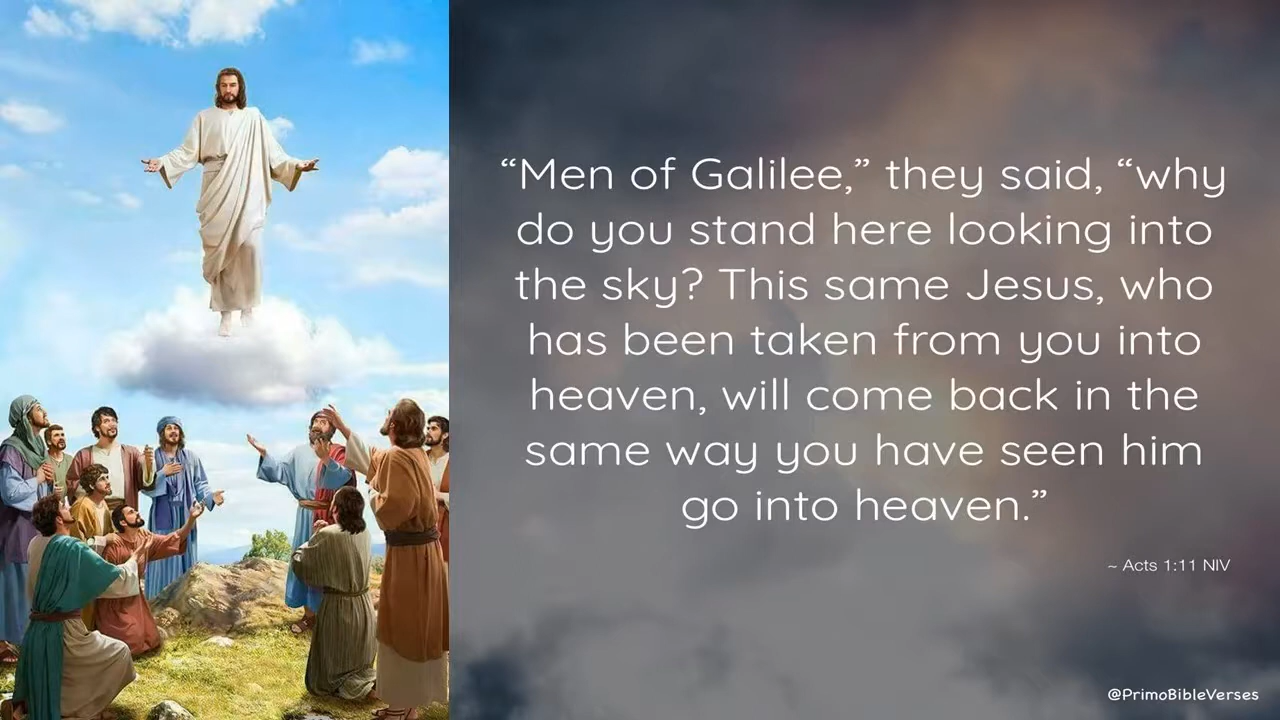 “Men of Galilee,” they said, “why
do you stand here looking into
the sky? This same Jesus, who
has been taken from you into
heaven, will come back in the
same way you have seen him
go into heaven.”
~ Acts 1:11 NIV
@PrimoBibleVerses